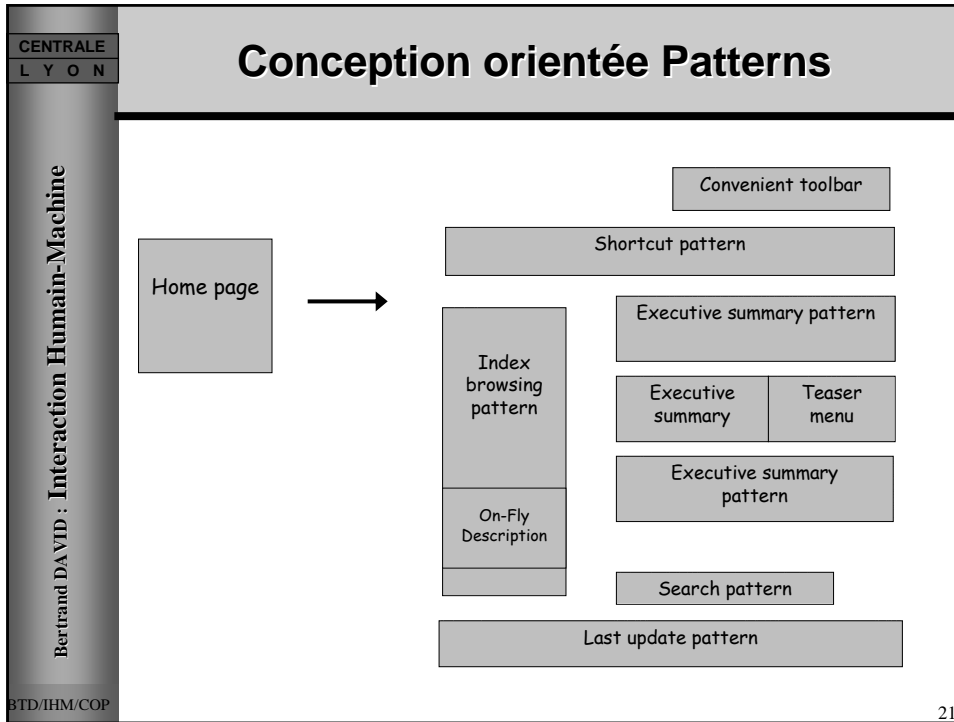 CENTRALE
L Y O N
Conception orientée Patterns
Bertrand DAVID : Interaction Humain-Machine
Convenient toolbar
Shortcut pattern
Home page
Executive summary pattern
Index
browsing
pattern
Executive
summary
Teaser
menu
Executive summary
pattern
On-Fly
Description
Search pattern
Last update pattern
BTD/IHM/COP
21